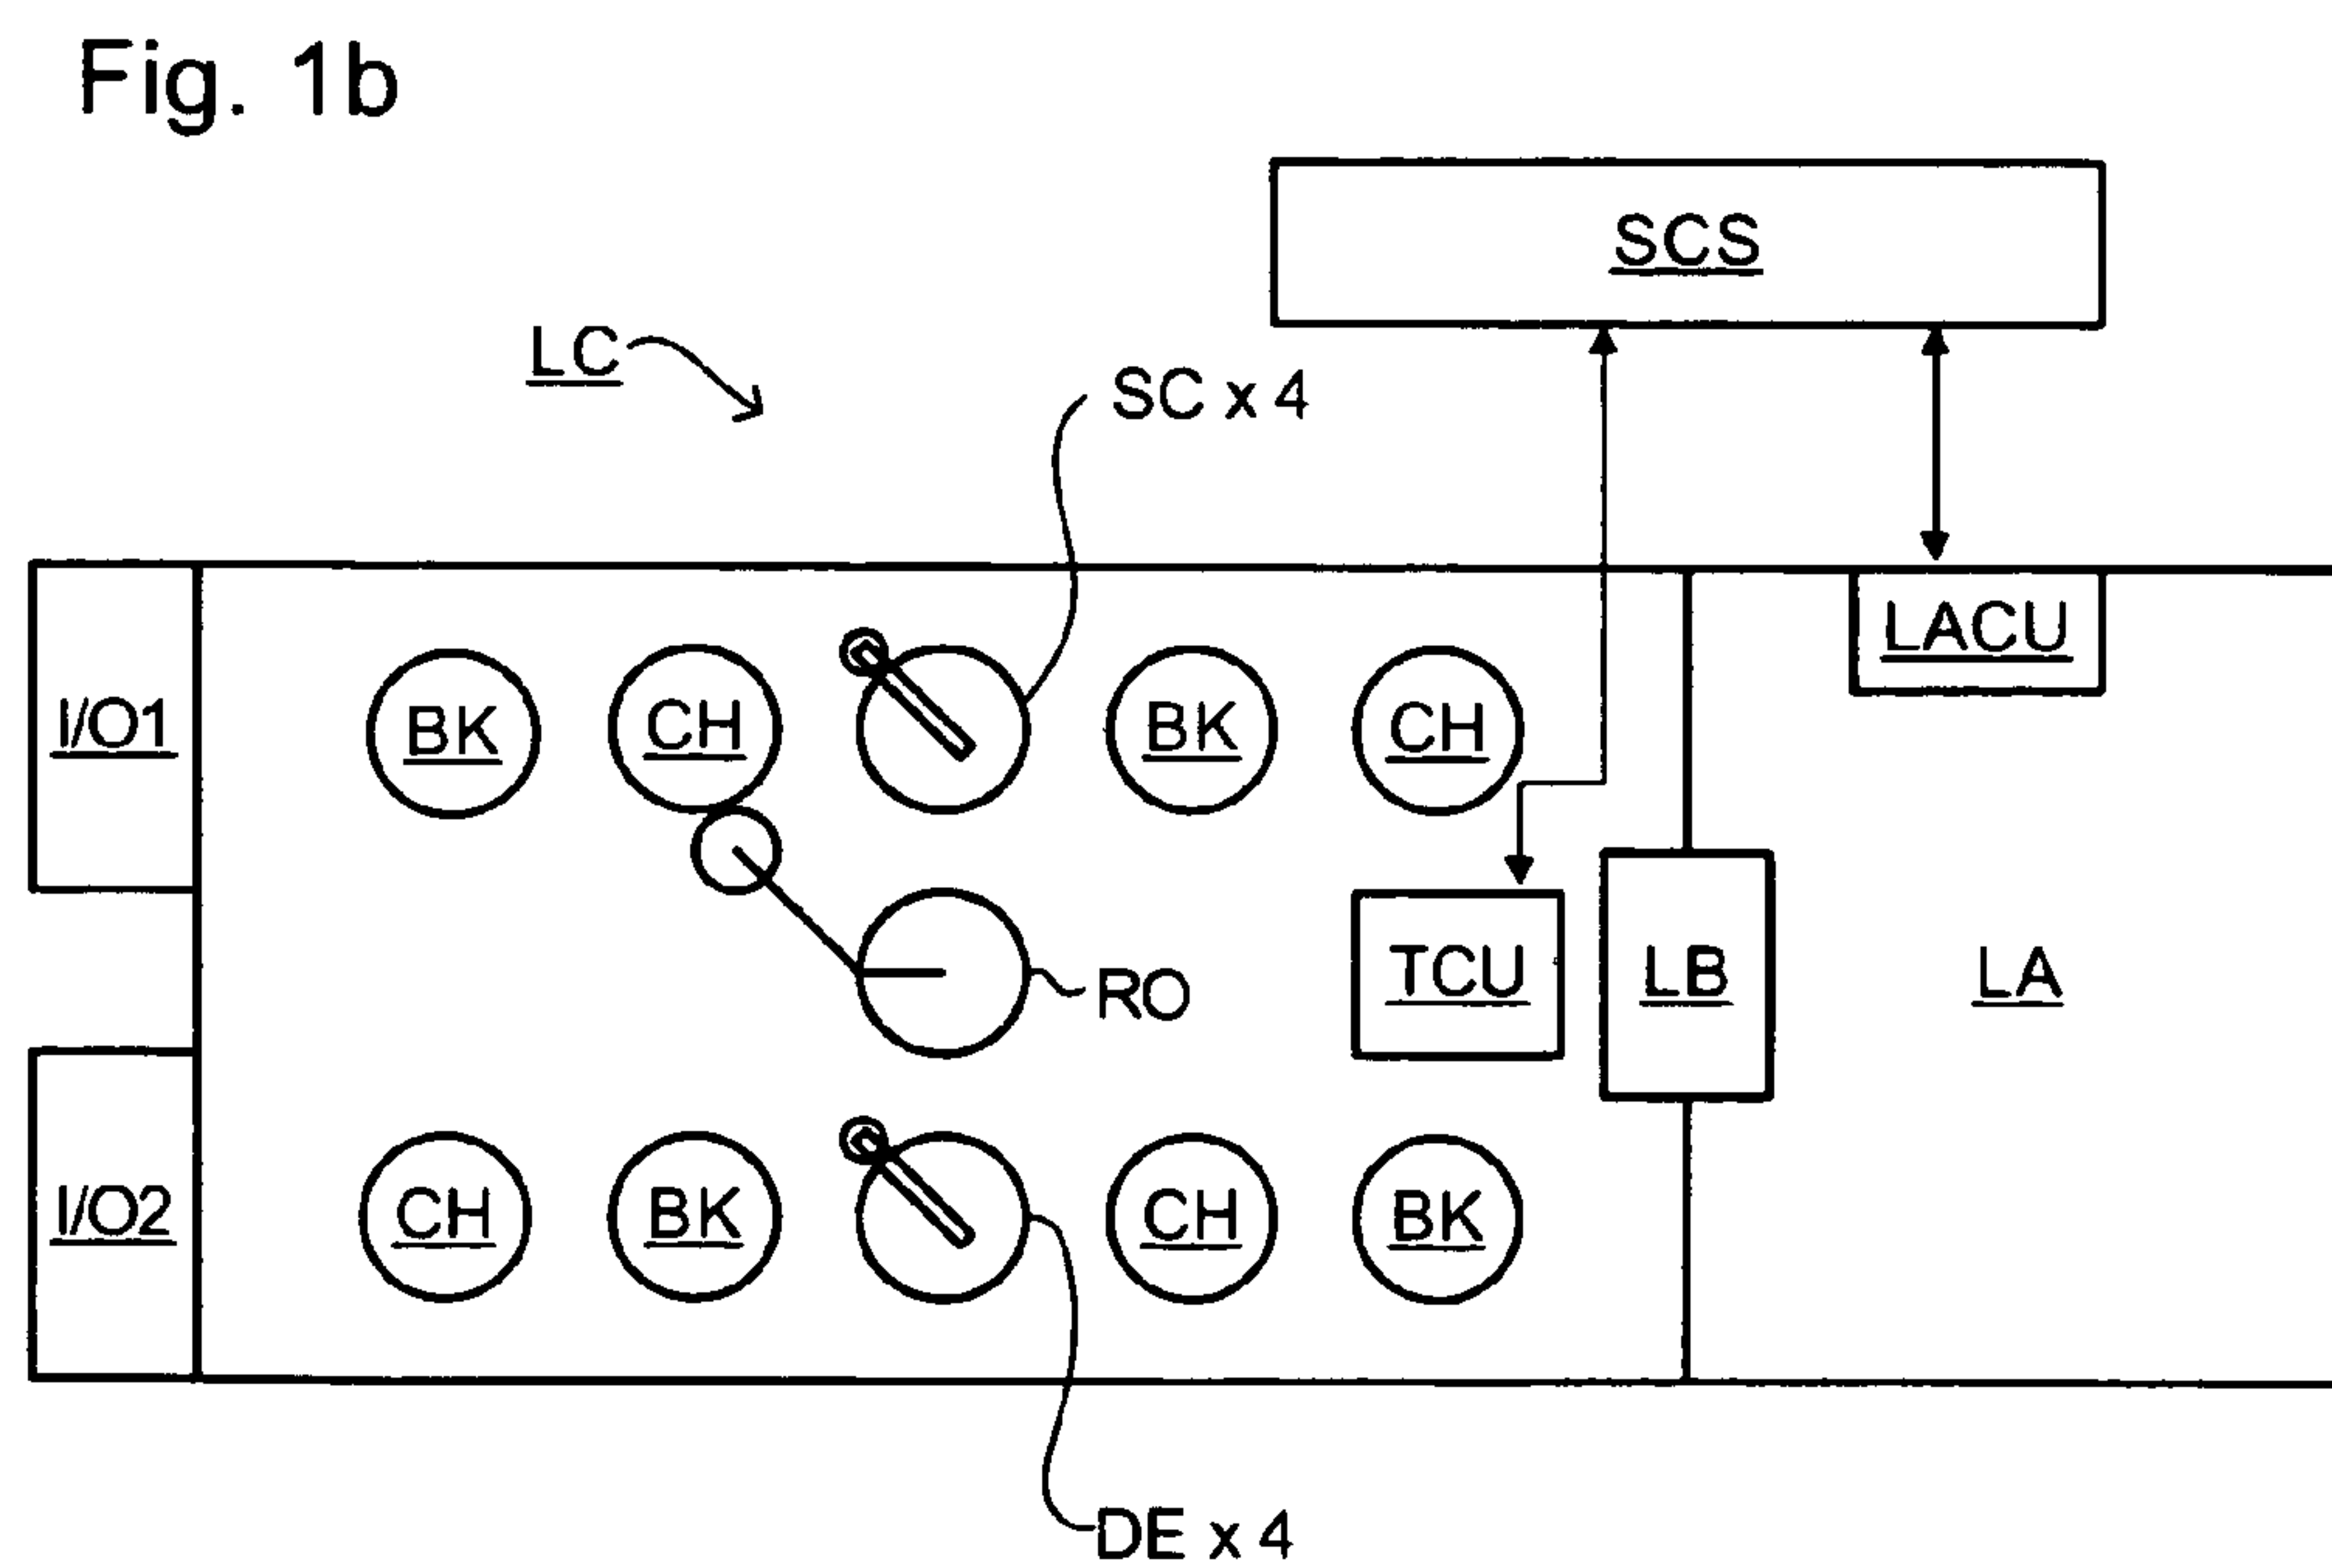 Fig. 1b
SCS
LC
SC x 4
LACU
I/O1
BK
CH
BK
CH
TCU
LB
LA
RO
I/O2
CH
BK
CH
BK
DE x 4